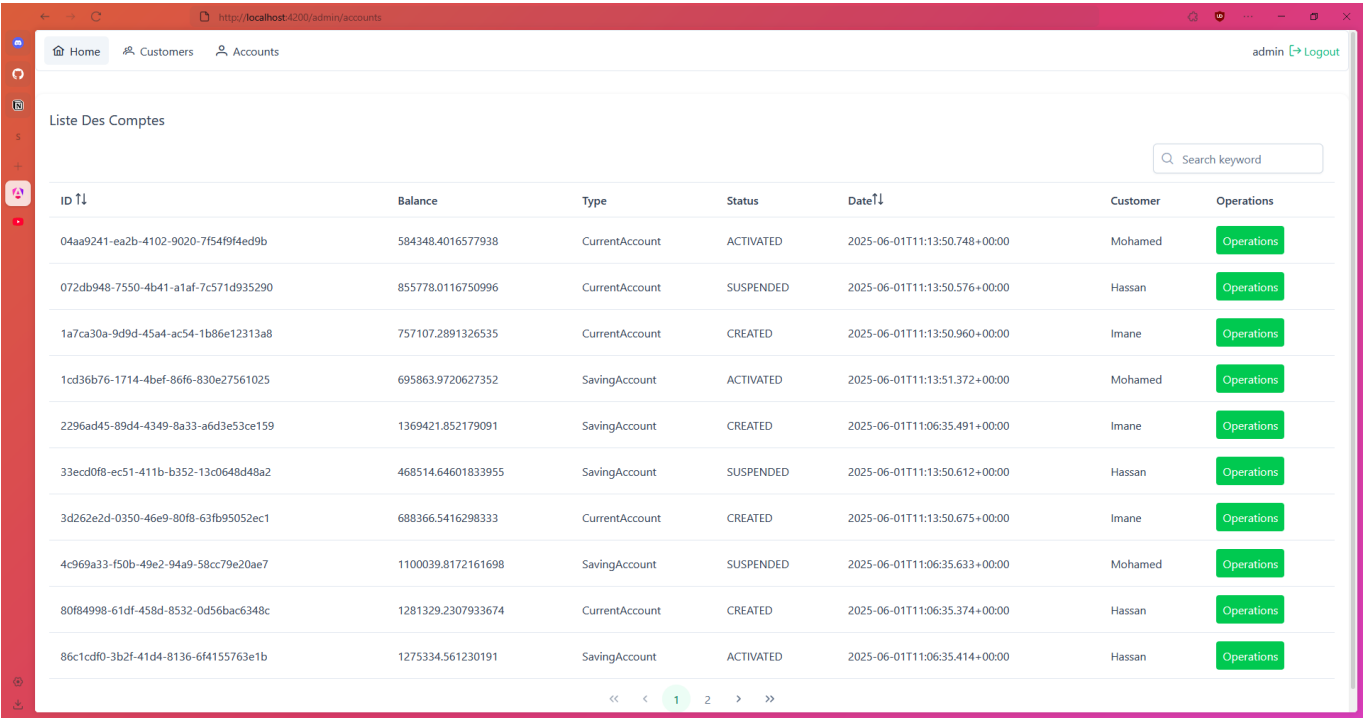 http://localhost:4200/admin/accounts
Home Customers Accounts admin Logout
Liste Des Comptes
Search keyword
ID Balance Type Status Date Customer Operations
04aa9241-ea2b-4102-9020-7f54f9f4ed9b 584348.4016577938 CurrentAccount ACTIVATED 2025-06-01T11:13:50.748+00:00 Mohamed Operations
072db948-7550-4b41-a1af-7c571d935290 855778.0116750996 CurrentAccount SUSPENDED 2025-06-01T11:13:50.576+00:00 Hassan Operations
1a7ca30a-9d9d-45a4-ac54-1b86e12313a8 757107.2891326535 CurrentAccount CREATED 2025-06-01T11:13:50.960+00:00 Imane Operations
1cd36b76-1714-4bef-86f6-830e27561025 695863.9720627352 SavingAccount ACTIVATED 2025-06-01T11:13:51.372+00:00 Mohamed Operations
2296ad45-89d4-4349-8a33-a6d3e53ce159 1369421.852179091 SavingAccount CREATED 2025-06-01T11:06:35.491+00:00 Imane Operations
33ecd0f8-ec51-411b-b352-13c0648d48a2 468514.64601833955 SavingAccount SUSPENDED 2025-06-01T11:13:50.612+00:00 Hassan Operations
3d262e2d-0350-46e9-80f8-63fb95052ec1 688366.5416298333 CurrentAccount CREATED 2025-06-01T11:13:50.675+00:00 Imane Operations
4c969a33-f50b-49e2-94a9-58cc79e20ae7 1100039.8172161698 SavingAccount SUSPENDED 2025-06-01T11:06:35.633+00:00 Mohamed Operations
80f84998-61df-458d-8532-0d56bac6348c 1281329.2307933674 CurrentAccount CREATED 2025-06-01T11:06:35.374+00:00 Hassan Operations
86c1cdf0-3b2f-41d4-8136-6f4155763e1b 1275334.561230191 SavingAccount ACTIVATED 2025-06-01T11:06:35.414+00:00 Hassan Operations
« ‹ 1 2 › »